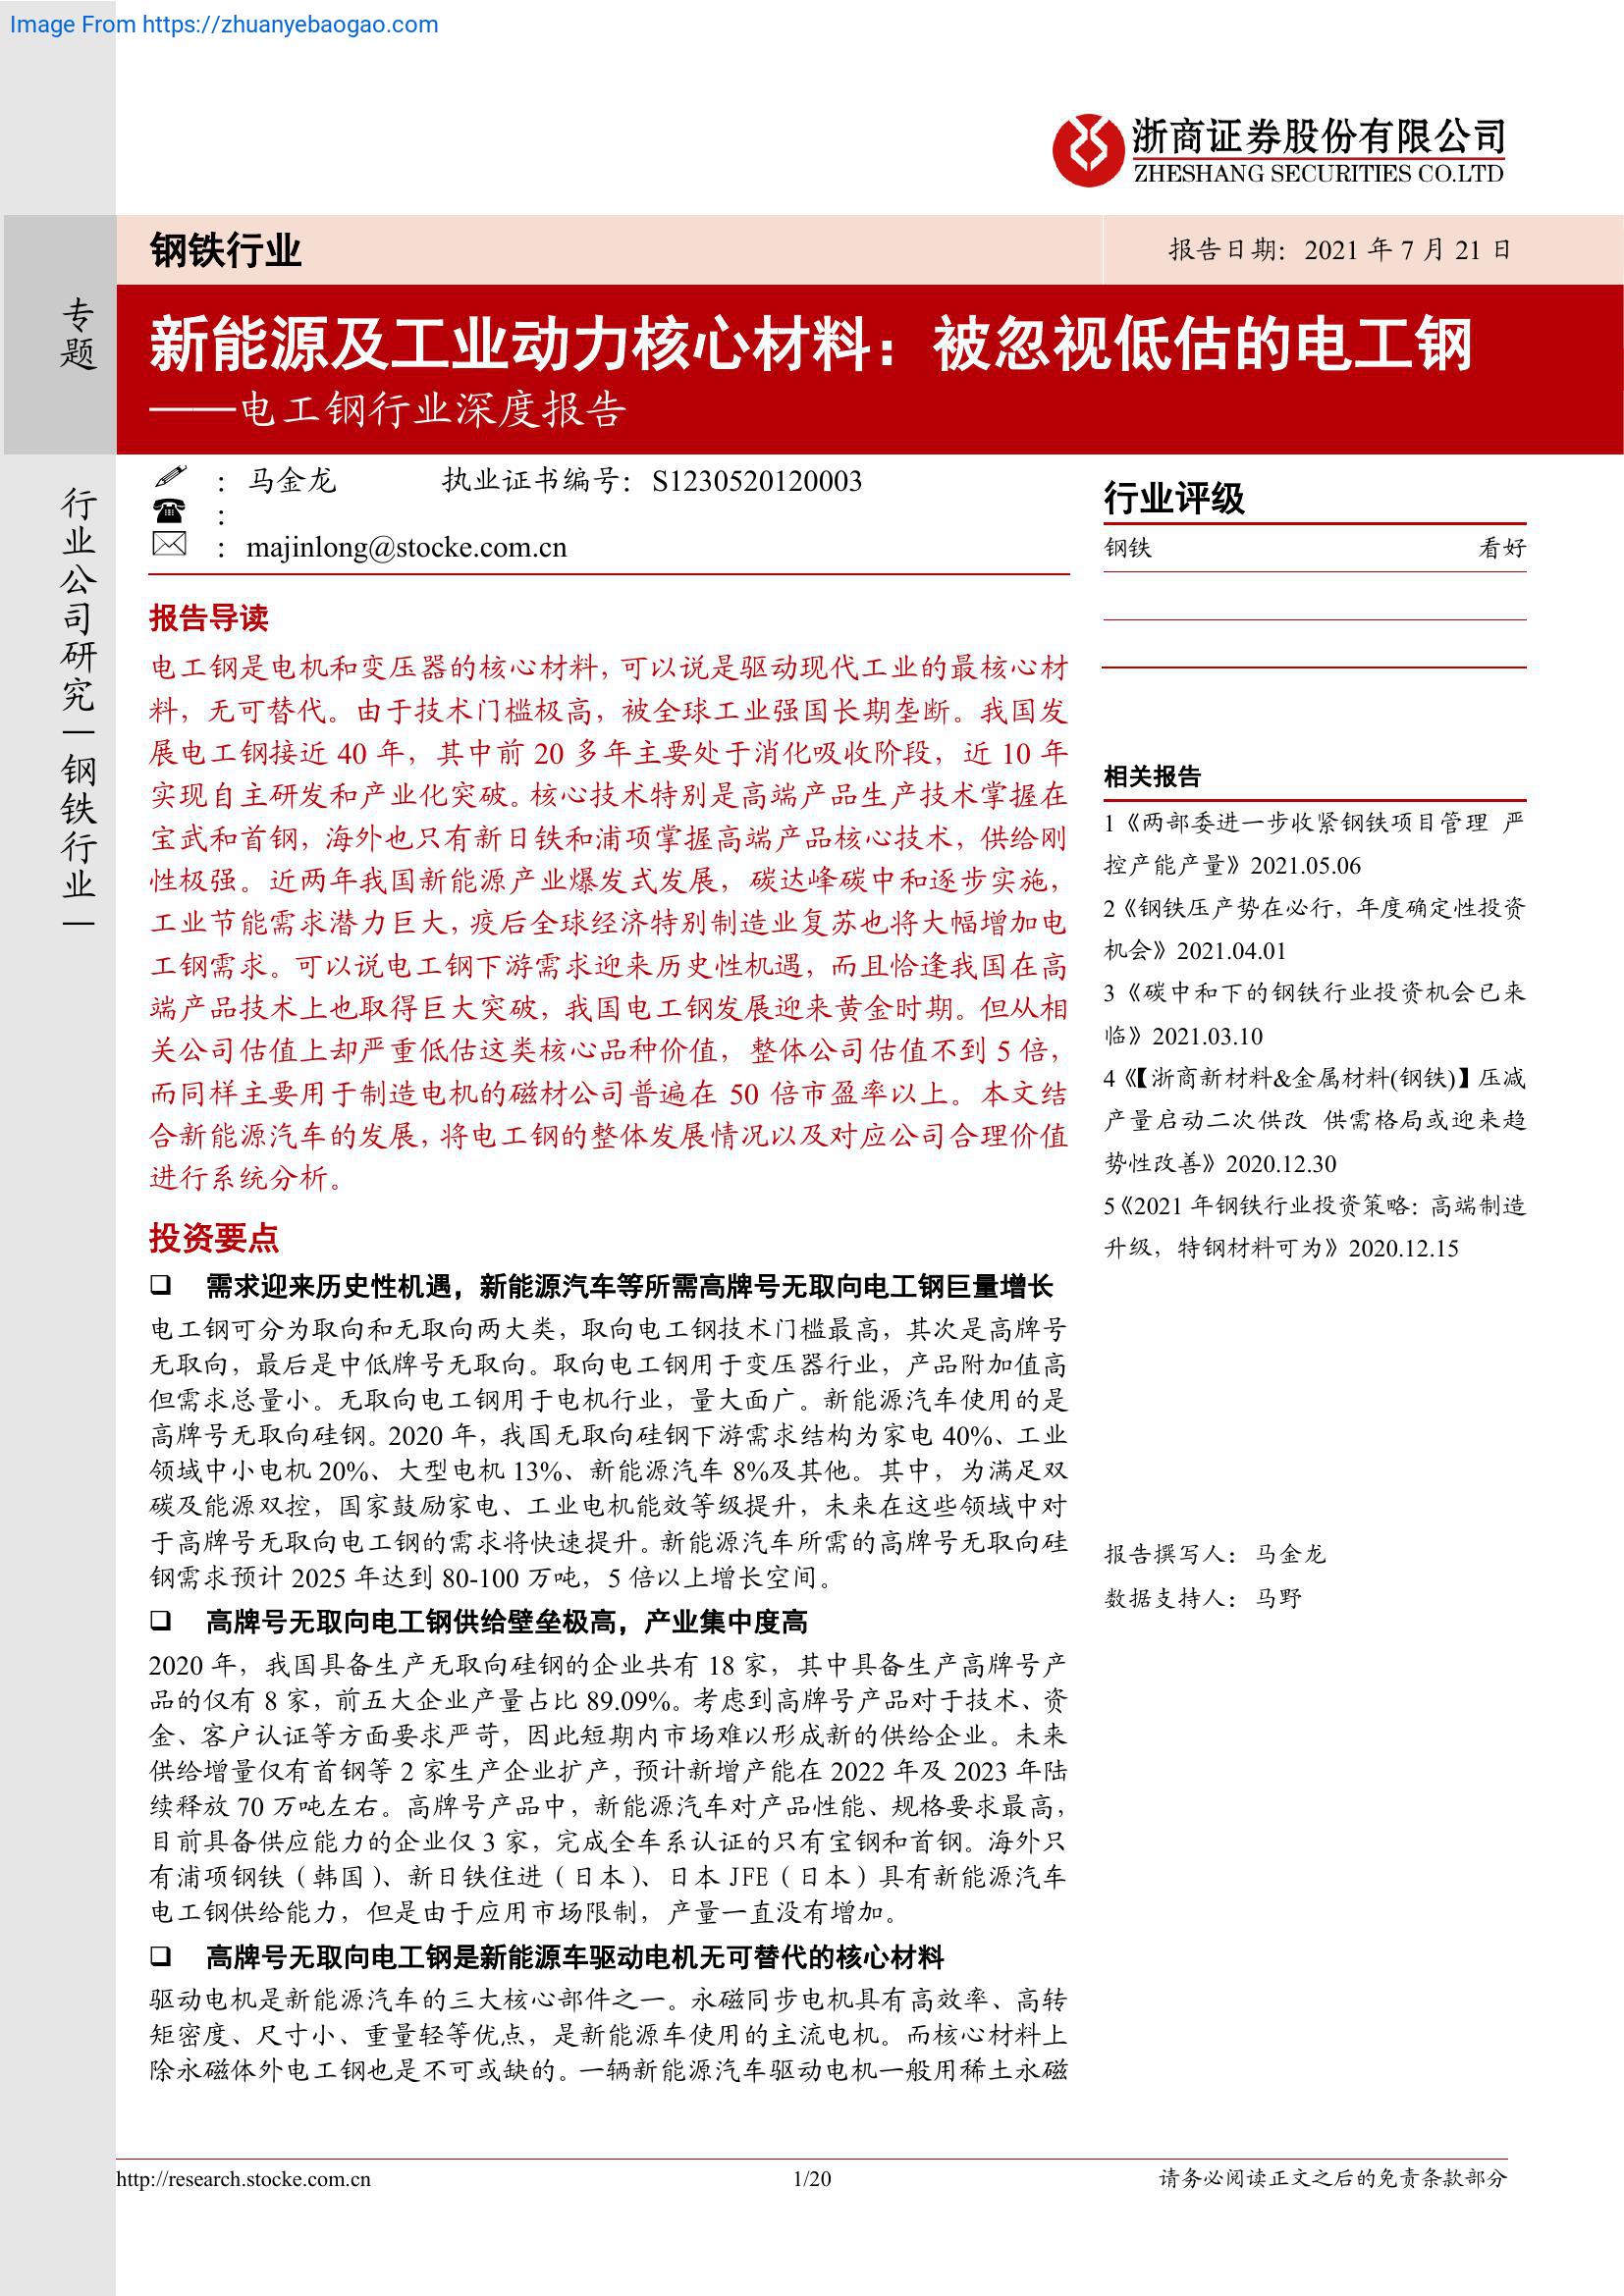 Image From https://zhuanyebaogao.com
浙商证券股份有限公司
ZHESHANG SECURITIES CO.LTD
钢铁行业
报告日期：2021 年 7 月 21 日
专题
新能源及工业动力核心材料：被忽视低估的电工钢
——电工钢行业深度报告
行业公司研究｜钢铁行业｜
： 马金龙 执业证书编号：S1230520120003
：
： majinlong@stocke.com.cn
报告导读
电工钢是电机和变压器的核心材料，可以说是驱动现代工业的最核心材
料，无可替代。由于技术门槛极高，被全球工业强国长期垄断。我国发
展电工钢接近 40 年，其中前 20 多年主要处于消化吸收阶段，近 10 年
实现自主研发和产业化突破。核心技术特别是高端产品生产技术掌握在
宝武和首钢，海外也只有新日铁和浦项掌握高端产品核心技术，供给刚
性极强。近两年我国新能源产业爆发式发展，碳达峰碳中和逐步实施，
工业节能需求潜力巨大，疫后全球经济特别制造业复苏也将大幅增加电
工钢需求。可以说电工钢下游需求迎来历史性机遇，而且恰逢我国在高
端产品技术上也取得巨大突破，我国电工钢发展迎来黄金时期。但从相
关公司估值上却严重低估这类核心品种价值，整体公司估值不到 5 倍，
而同样主要用于制造电机的磁材公司普遍在 50 倍市盈率以上。本文结
合新能源汽车的发展，将电工钢的整体发展情况以及对应公司合理价值
进行系统分析。
投资要点
❑ 需求迎来历史性机遇，新能源汽车等所需高牌号无取向电工钢巨量增长
电工钢可分为取向和无取向两大类，取向电工钢技术门槛最高，其次是高牌号
无取向，最后是中低牌号无取向。取向电工钢用于变压器行业，产品附加值高
但需求总量小。无取向电工钢用于电机行业，量大面广。新能源汽车使用的是
高牌号无取向硅钢。2020 年，我国无取向硅钢下游需求结构为家电 40%、工业
领域中小电机 20%、大型电机 13%、新能源汽车 8%及其他。其中，为满足双
碳及能源双控，国家鼓励家电、工业电机能效等级提升，未来在这些领域中对
于高牌号无取向电工钢的需求将快速提升。新能源汽车所需的高牌号无取向硅
钢需求预计 2025 年达到 80-100 万吨，5 倍以上增长空间。
❑ 高牌号无取向电工钢供给壁垒极高，产业集中度高
2020 年，我国具备生产无取向硅钢的企业共有 18 家，其中具备生产高牌号产
品的仅有 8 家，前五大企业产量占比 89.09%。考虑到高牌号产品对于技术、资
金、客户认证等方面要求严苛，因此短期内市场难以形成新的供给企业。未来
供给增量仅有首钢等 2 家生产企业扩产，预计新增产能在 2022 年及 2023 年陆
续释放 70 万吨左右。高牌号产品中，新能源汽车对产品性能、规格要求最高，
目前具备供应能力的企业仅 3 家，完成全车系认证的只有宝钢和首钢。海外只
有浦项钢铁（韩国）、新日铁住进（日本）、日本 JFE（日本）具有新能源汽车
电工钢供给能力，但是由于应用市场限制，产量一直没有增加。
❑ 高牌号无取向电工钢是新能源车驱动电机无可替代的核心材料
驱动电机是新能源汽车的三大核心部件之一。永磁同步电机具有高效率、高转
矩密度、尺寸小、重量轻等优点，是新能源车使用的主流电机。而核心材料上
除永磁体外电工钢也是不可或缺的。一辆新能源汽车驱动电机一般用稀土永磁
行业评级
钢铁 看好
相关报告
1《两部委进一步收紧钢铁项目管理 严
控产能产量》2021.05.06
2《钢铁压产势在必行，年度确定性投资
机会》2021.04.01
3《碳中和下的钢铁行业投资机会已来
临》2021.03.10
4《【浙商新材料&金属材料(钢铁)】压减
产量启动二次供改 供需格局或迎来趋
势性改善》2020.12.30
5《2021 年钢铁行业投资策略：高端制造
升级，特钢材料可为》2020.12.15
报告撰写人：马金龙
数据支持人：马野
http://research.stocke.com.cn
1/20
请务必阅读正文之后的免责条款部分